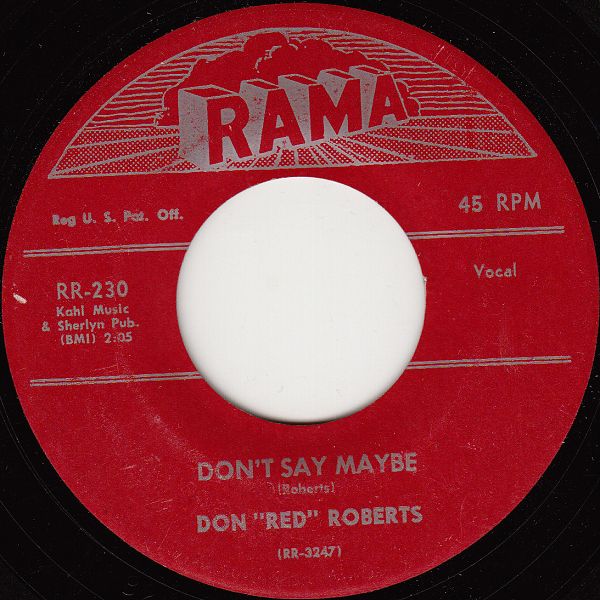 RAMA
Reg U. S. Pat. Off.
45 RPM
RR-230
Kahl Music
& Sherlyn Pub.
(BMI) 2:05
Vocal
DON'T SAY MAYBE
(Roberts)
DON "RED" ROBERTS
(RR-3247)